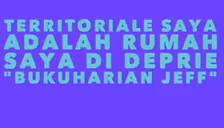 TERRITORIALE SAYA
ADALAH RUMAH
SAYA DI DEPRIE
"BUKUHARIAN JEFF"